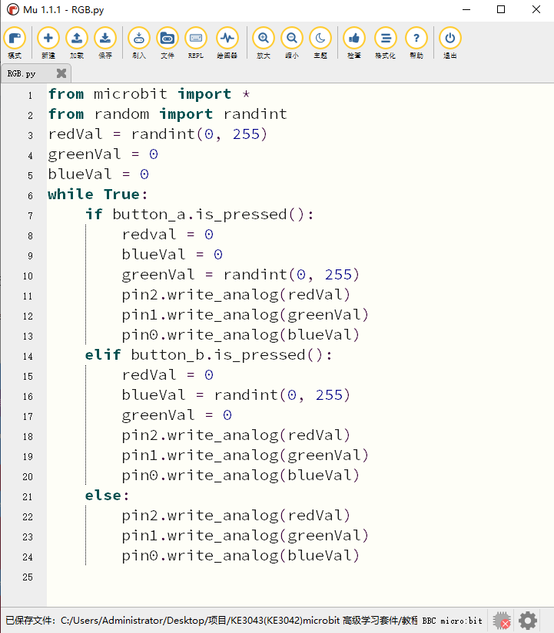 Mu 1.1.1 - RGB.py
模式 新建 加载 保存 刷入 文件 REPL 绘图器 放大 缩小 主题 检查 格式化 帮助 退出
RGB.py
1 from microbit import *
2 from random import randint
3 redVal = randint(0, 255)
4 greenVal = 0
5 blueVal = 0
6 while True:
7 if button_a.is_pressed():
8 redval = 0
9 blueVal = 0
10 greenVal = randint(0, 255)
11 pin2.write_analog(redVal)
12 pin1.write_analog(greenVal)
13 pin0.write_analog(blueVal)
14 elif button_b.is_pressed():
15 redVal = 0
16 blueVal = randint(0, 255)
17 greenVal = 0
18 pin2.write_analog(redVal)
19 pin1.write_analog(greenVal)
20 pin0.write_analog(blueVal)
21 else:
22 pin2.write_analog(redVal)
23 pin1.write_analog(greenVal)
24 pin0.write_analog(blueVal)
25
已保存文件: C:/Users/Administrator/Desktop/项目/KE3043(KE3042)microbit 高级学习套件/教程 BBC micro:bit